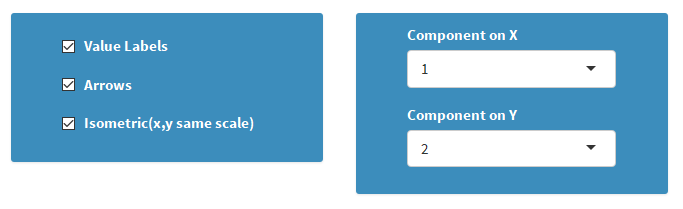 Value Labels
Arrows
Isometric(x,y same scale)
Component on X
1
Component on Y
2